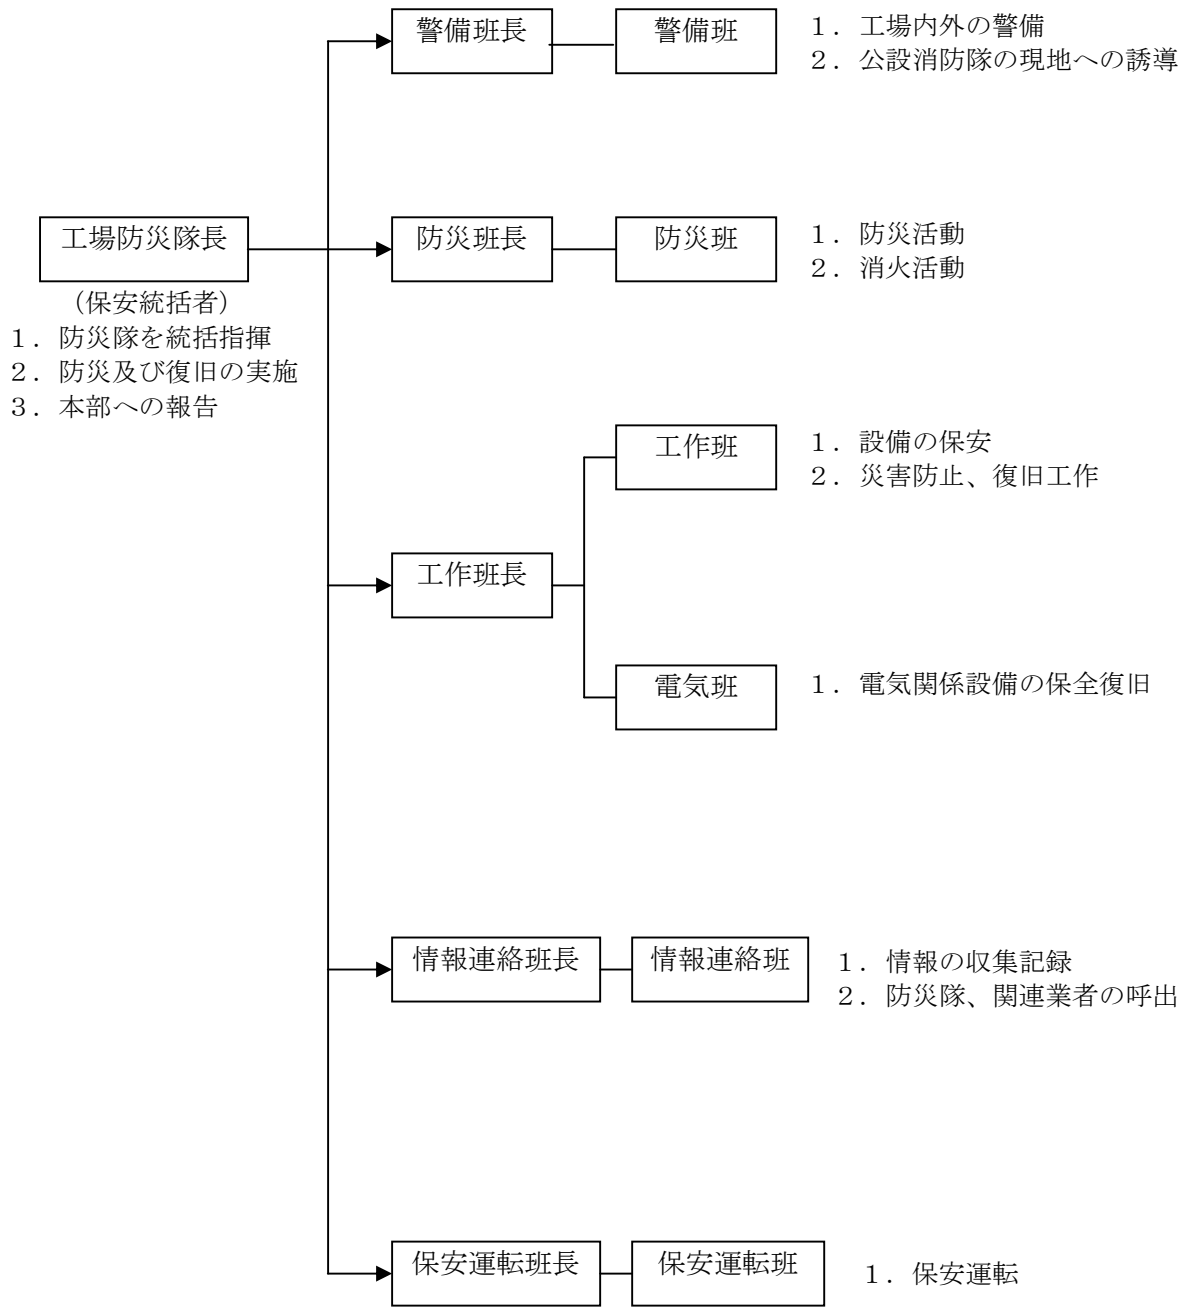 警備班長
警備班
１．工場内外の警備
２．公設消防隊の現地への誘導
工場防災隊長
（保安統括者）
１．防災隊を統括指揮
２．防災及び復旧の実施
３．本部への報告
防災班長
防災班
１．防災活動
２．消火活動
工作班長
工作班
１．設備の保安
２．災害防止、復旧工作
電気班
１．電気関係設備の保全復旧
情報連絡班長
情報連絡班
１．情報の収集記録
２．防災隊、関連業者の呼出
保安運転班長
保安運転班
１．保安運転